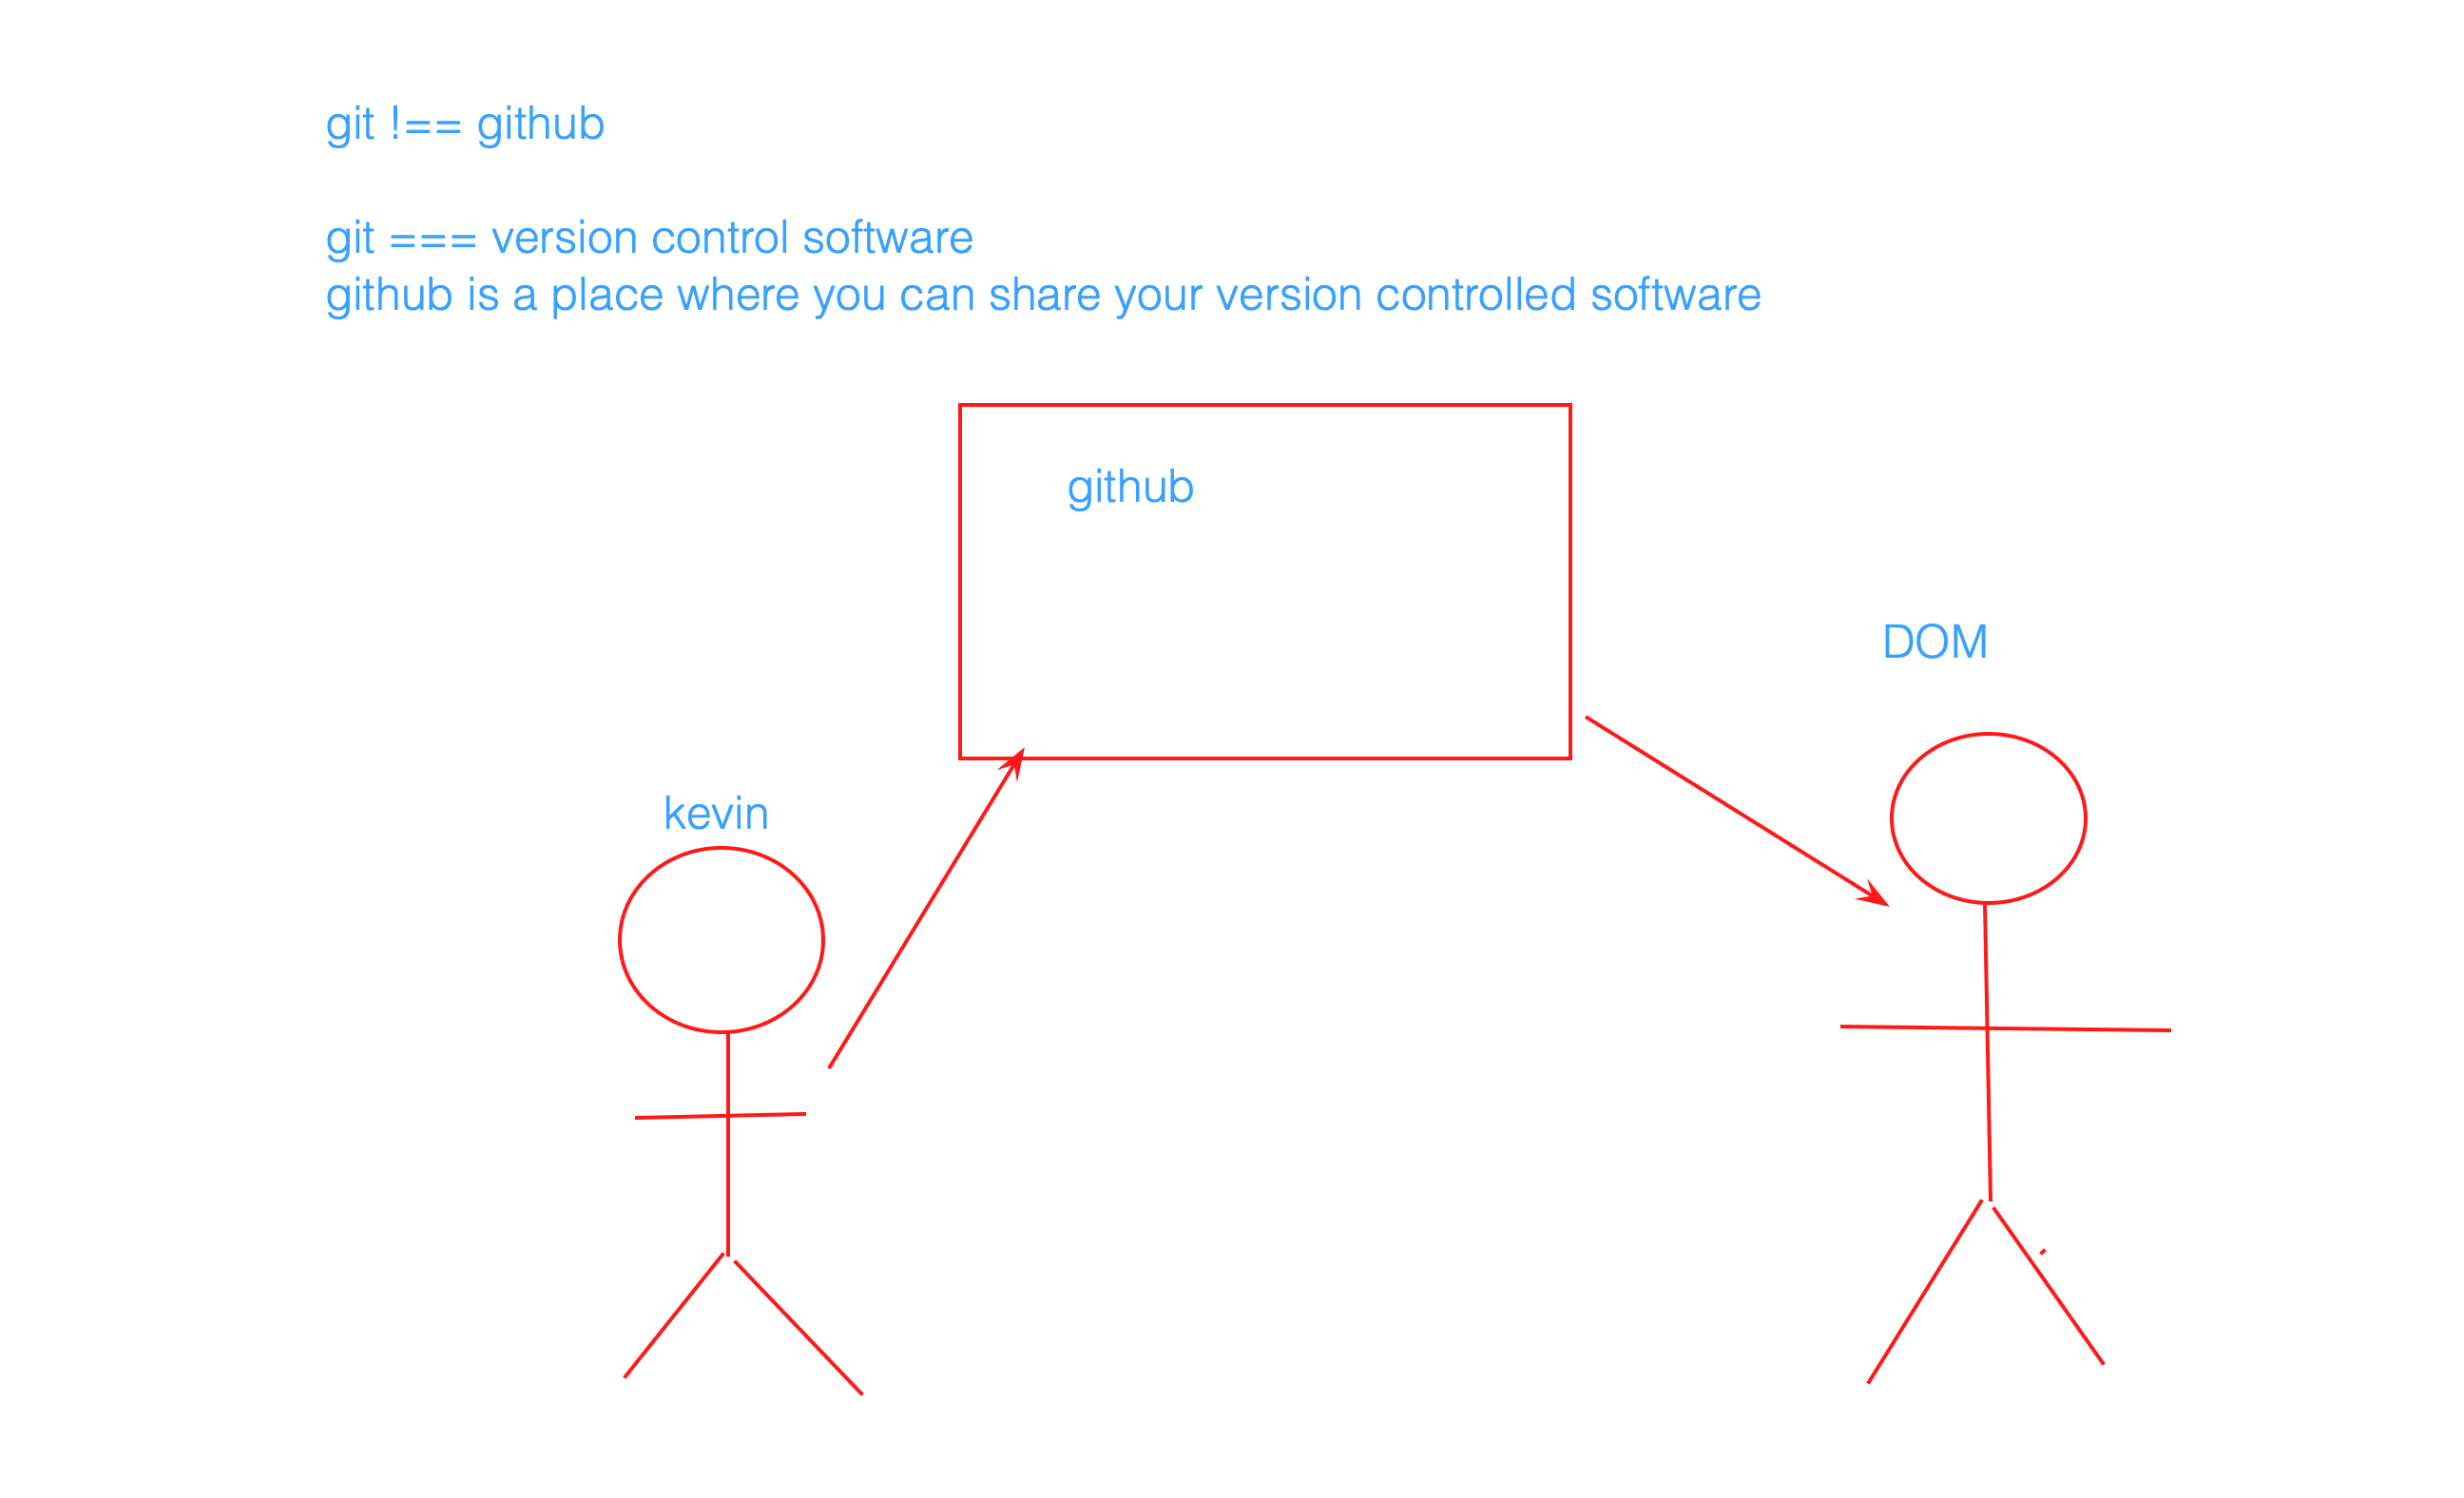 git !== github
git === version control software
github is a place where you can share your version controlled software
github
DOM
kevin